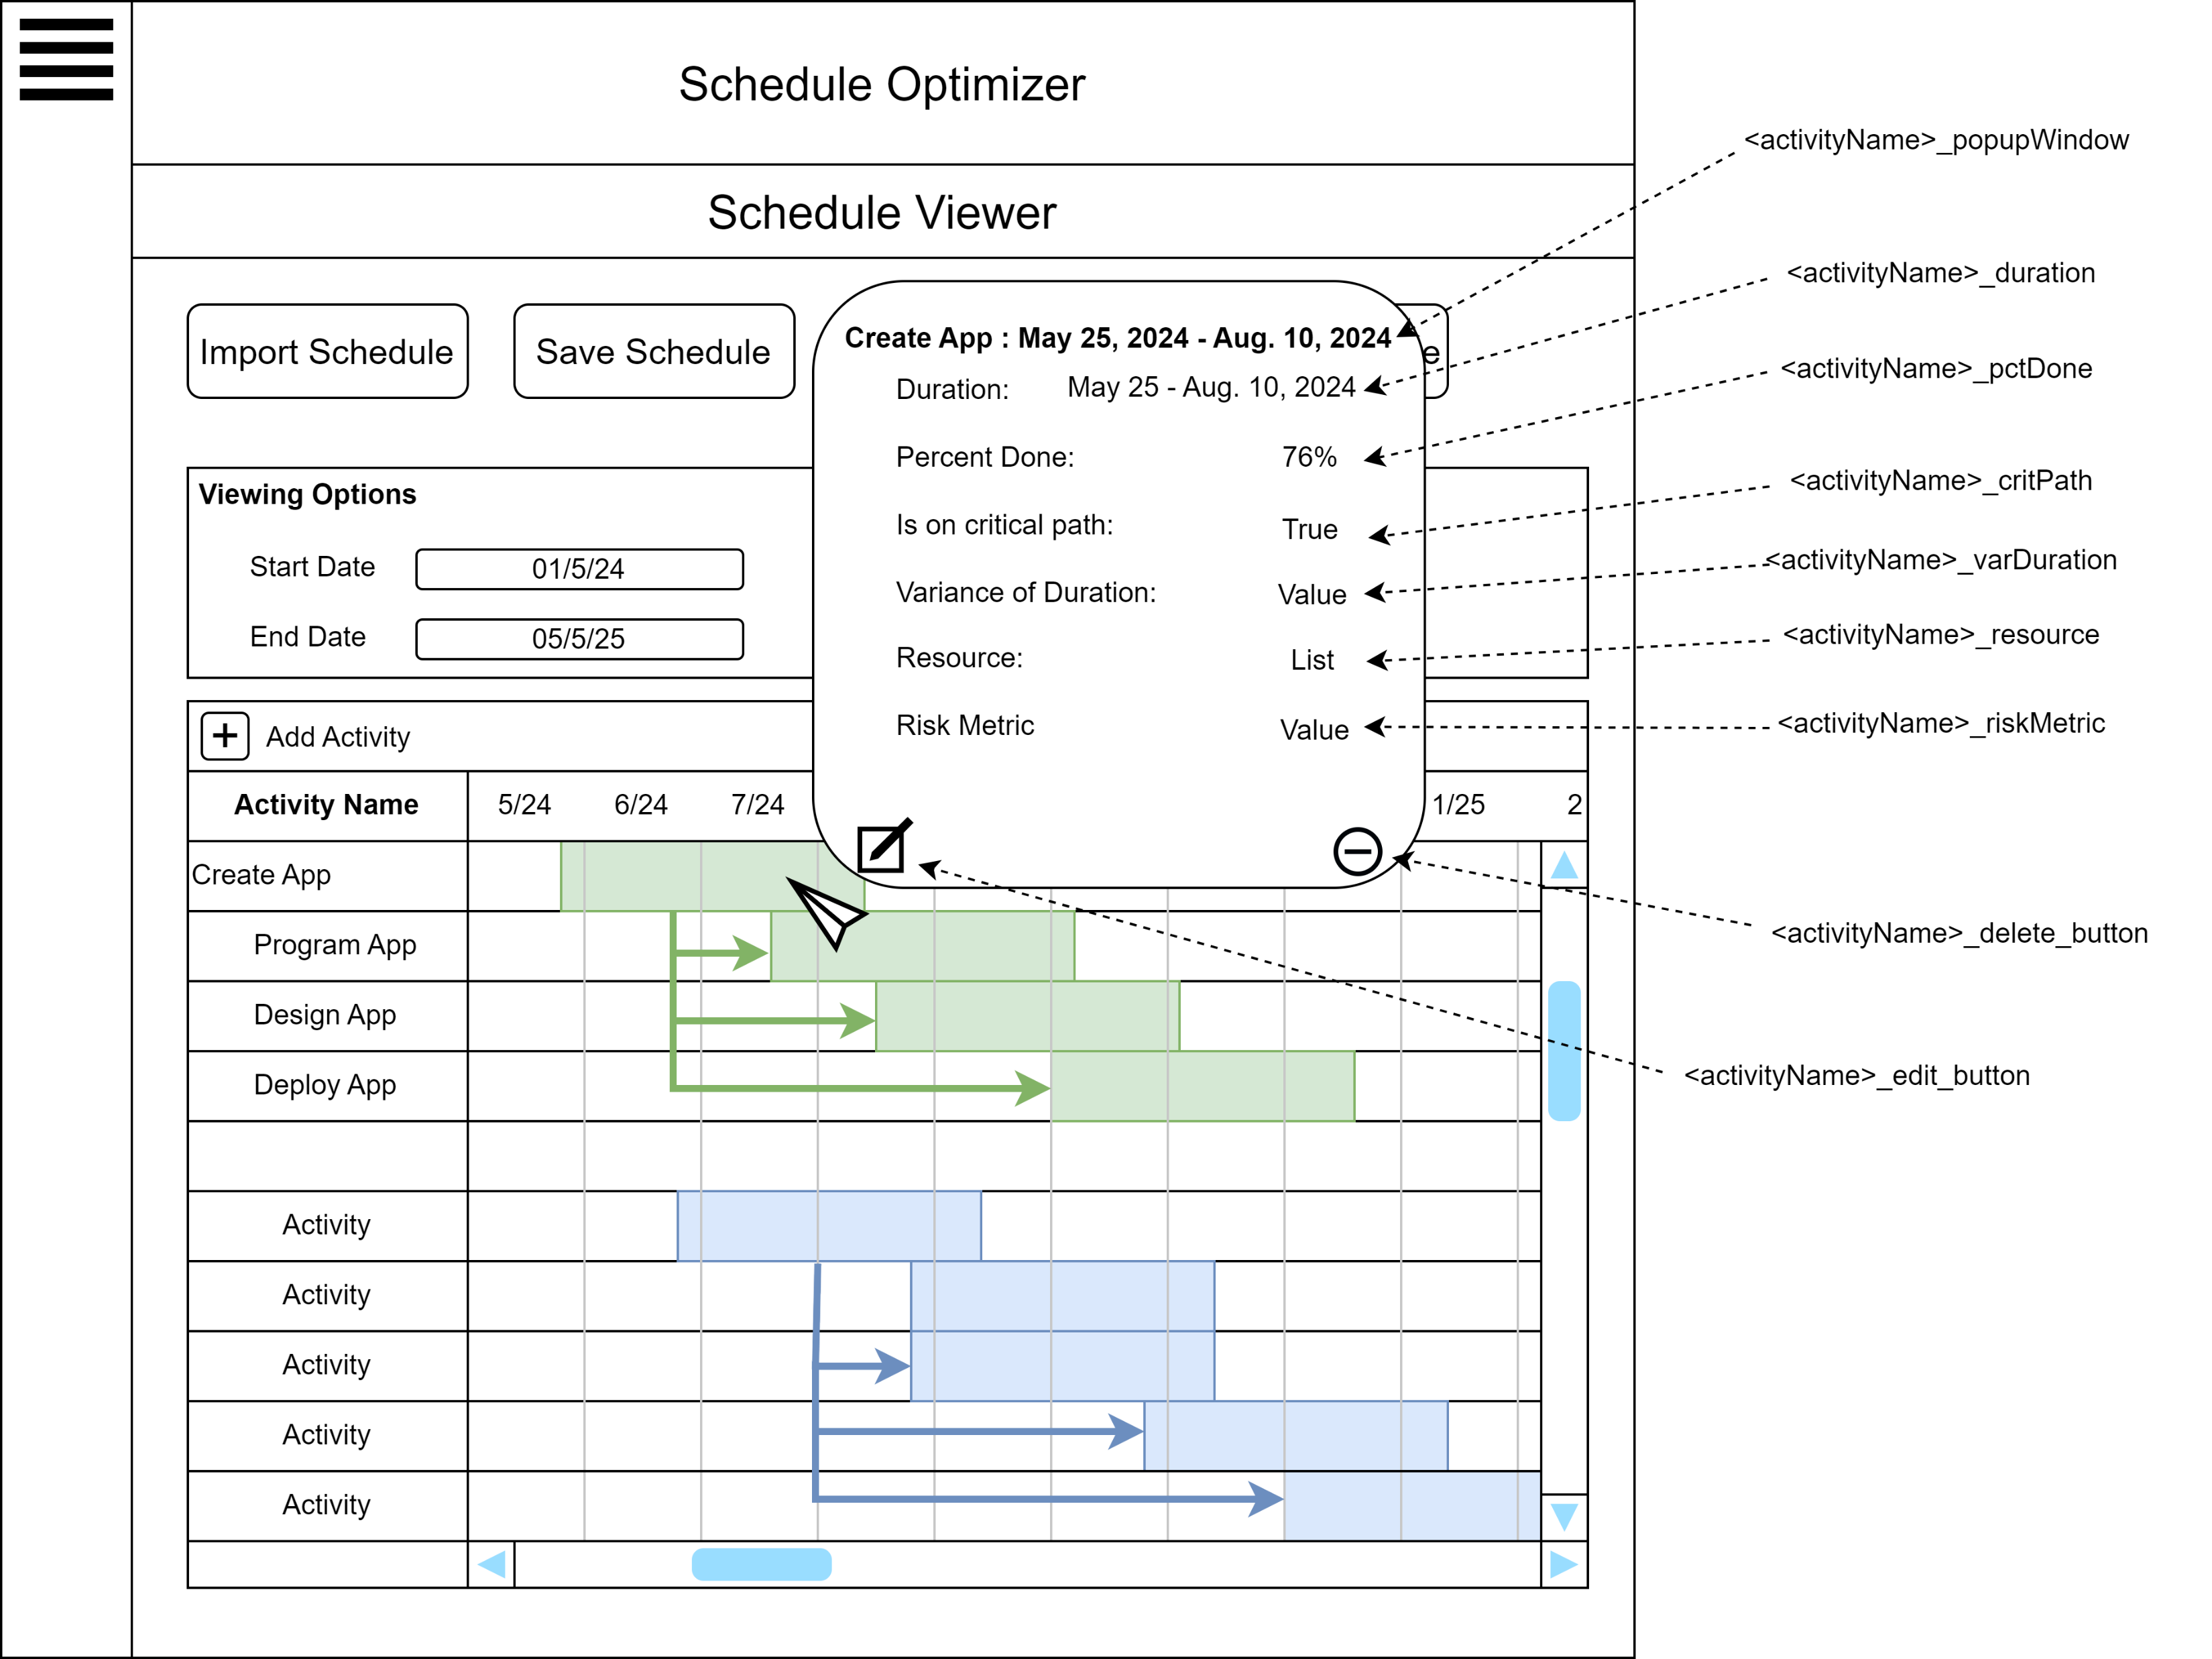 Schedule Optimizer
<activityName>_popupWindow
Schedule Viewer
<activityName>_duration
Import Schedule
Save Schedule
e
Create App : May 25, 2024 - Aug. 10, 2024
Duration: May 25 - Aug. 10, 2024
<activityName>_pctDone
Percent Done: 76%
<activityName>_critPath
Is on critical path: True
<activityName>_varDuration
Variance of Duration: Value
<activityName>_resource
Resource: List
<activityName>_riskMetric
Risk Metric Value
Viewing Options
Start Date 01/5/24
End Date 05/5/25
+ Add Activity
Activity Name 5/24 6/24 7/24 1/25 2
Create App
<activityName>_delete_button
Program App
Design App
Deploy App
<activityName>_edit_button
Activity
Activity
Activity
Activity
Activity